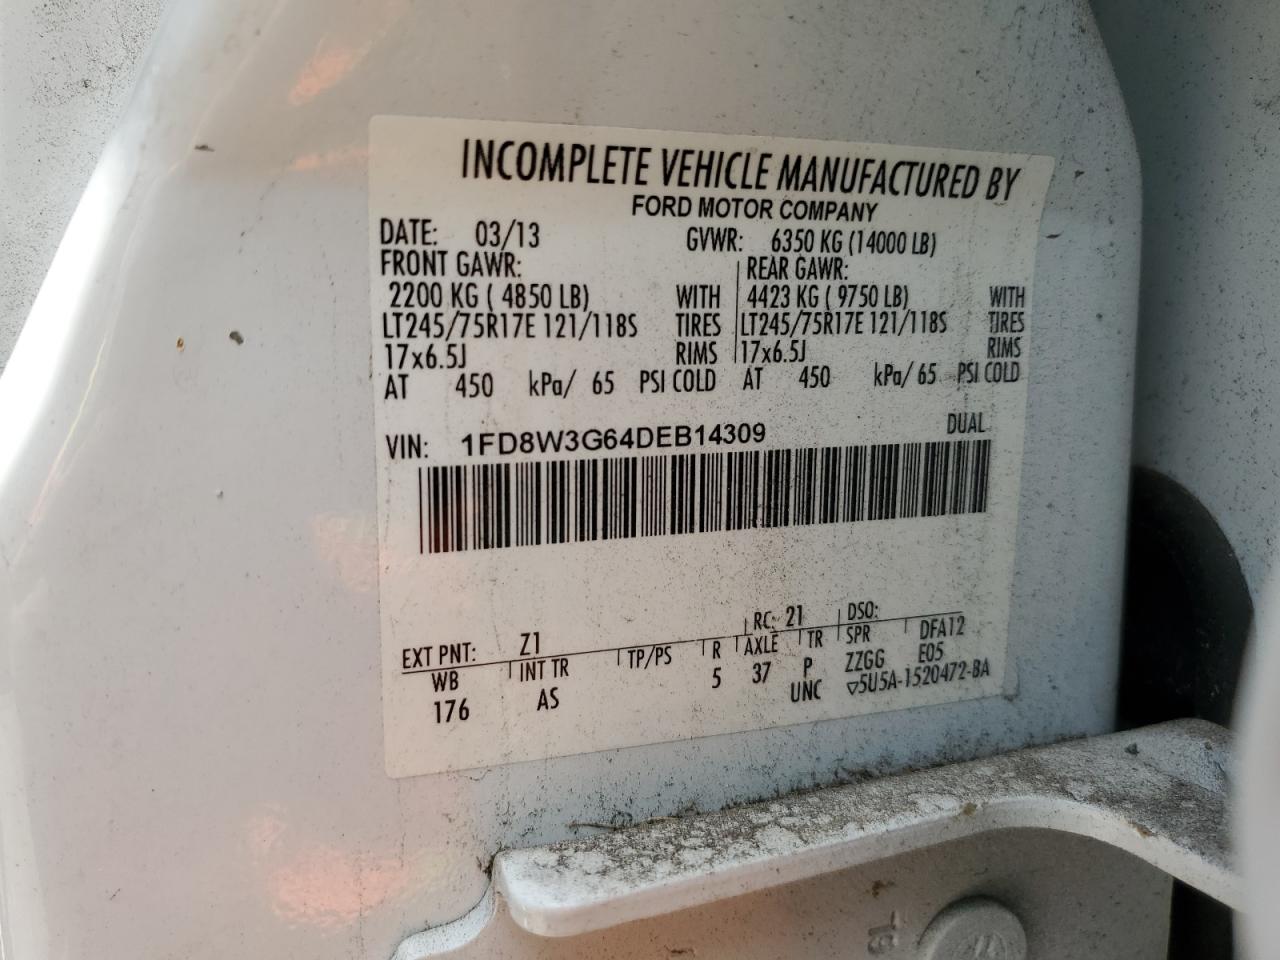 INCOMPLETE VEHICLE MANUFACTURED BY
FORD MOTOR COMPANY
DATE: 03/13 GVWR: 6350 KG (14000 LB)
FRONT GAWR: REAR GAWR:
2200 KG ( 4850 LB) WITH 4423 KG ( 9750 LB) WITH
LT245/75R17E 121/118S TIRES LT245/75R17E 121/118S TIRES
17x6.5J RIMS 17x6.5J RIMS
AT 450 kPa/ 65 PSI COLD AT 450 kPa/ 65 PSI COLD
VIN: 1FD8W3G64DEB14309 DUAL
EXT PNT: Z1 RC: 21 DSO:
WB INT TR TP/PS R AXLE TR SPR DFA12
176 AS 5 37 P ZZGG E05
UNC ▽5U5A-1520472-BA